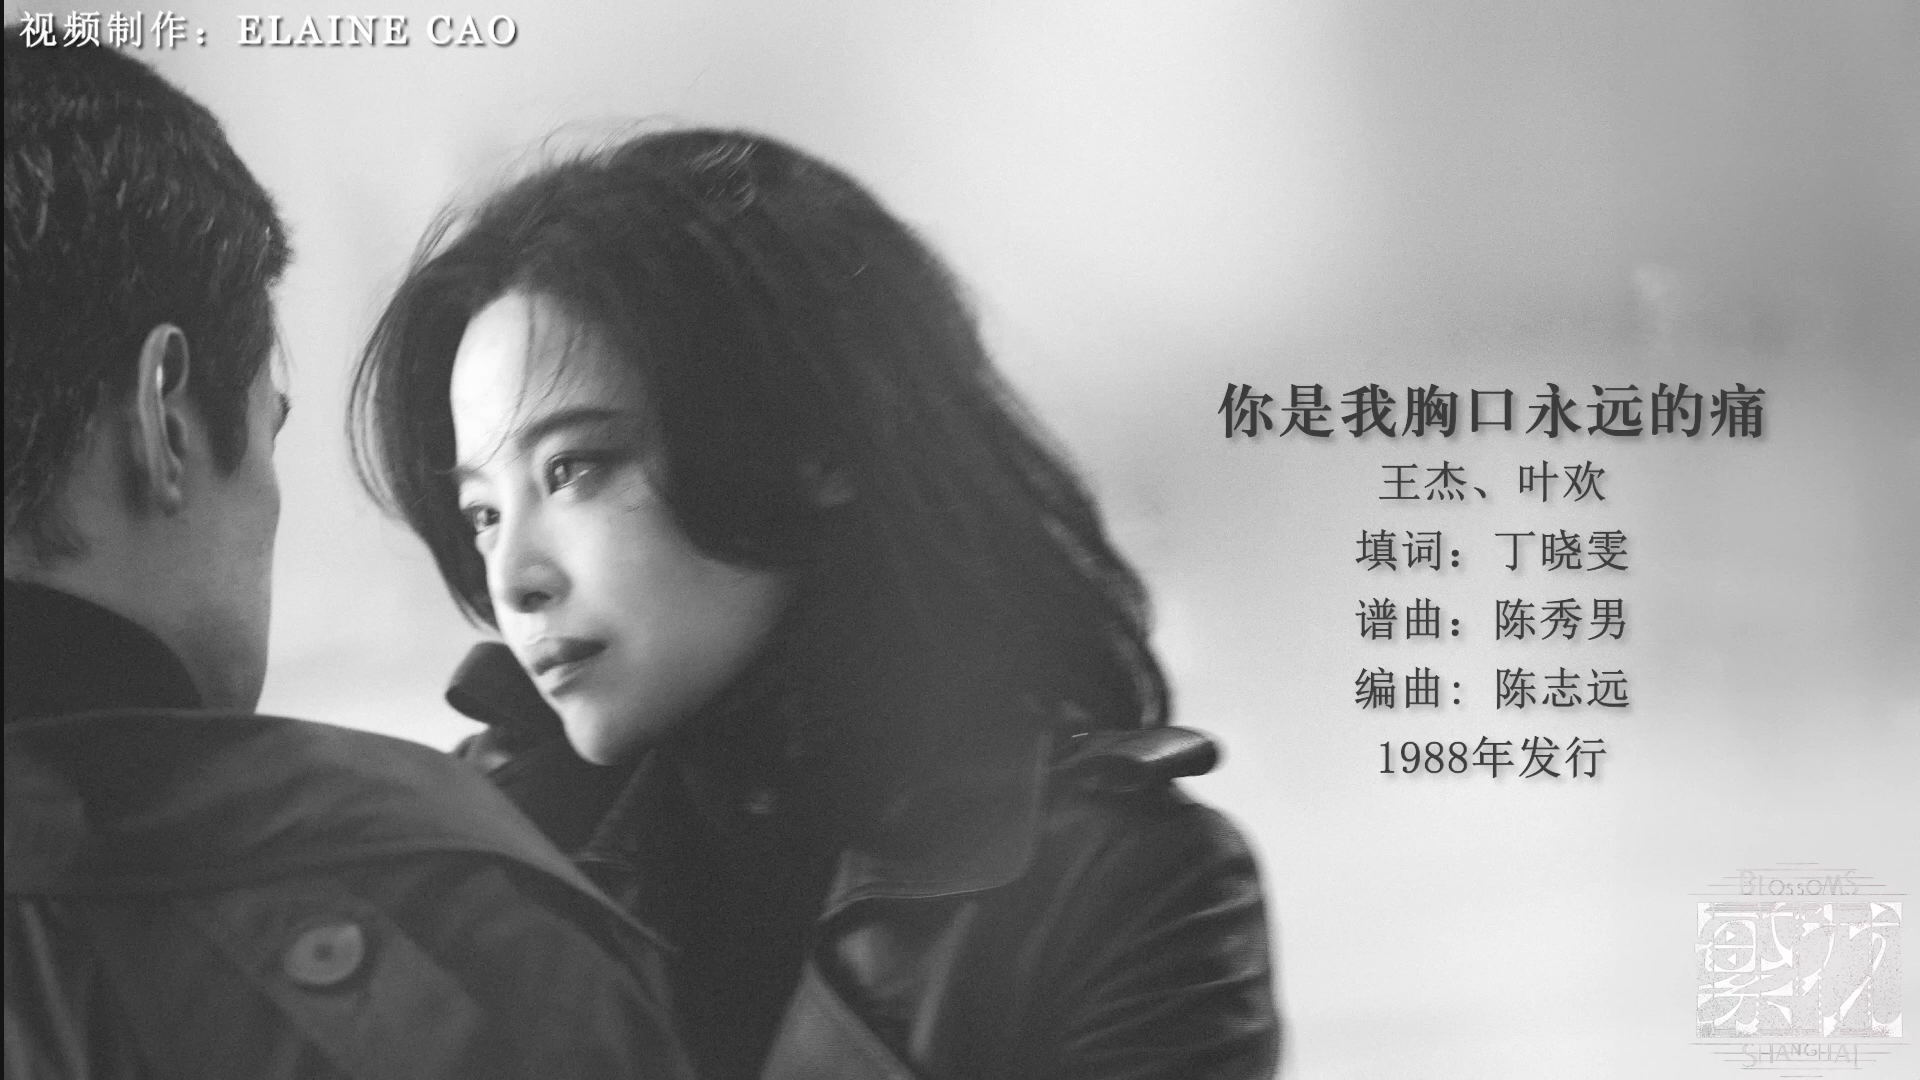 视频制作：ELAINE CAO
你是我胸口永远的痛
王杰、叶欢
填词：丁晓雯
谱曲：陈秀男
编曲：陈志远
1988年发行
BLOSSOMS
繁花
SHANGHAI